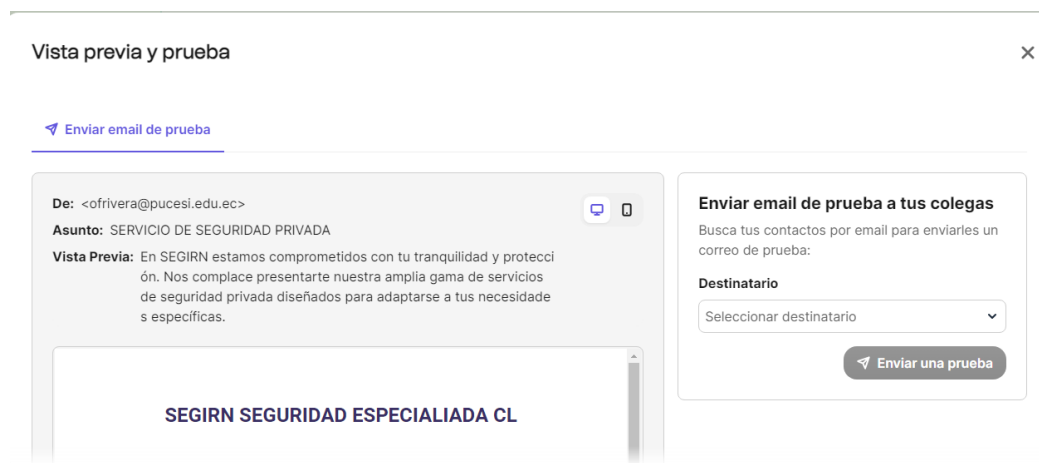 Vista previa y prueba
Enviar email de prueba
De: <ofrivera@pucesi.edu.ec>
Asunto: SERVICIO DE SEGURIDAD PRIVADA
Vista Previa: En SEGIRN estamos comprometidos con tu tranquilidad y protecci
ón. Nos complace presentarte nuestra amplia gama de servicios
de seguridad privada diseñados para adaptarse a tus necesidade
s específicas.
SEGIRN SEGURIDAD ESPECIALIADA CL
Enviar email de prueba a tus colegas
Busca tus contactos por email para enviarles un
correo de prueba:
Destinatario
Seleccionar destinatario
Enviar una prueba